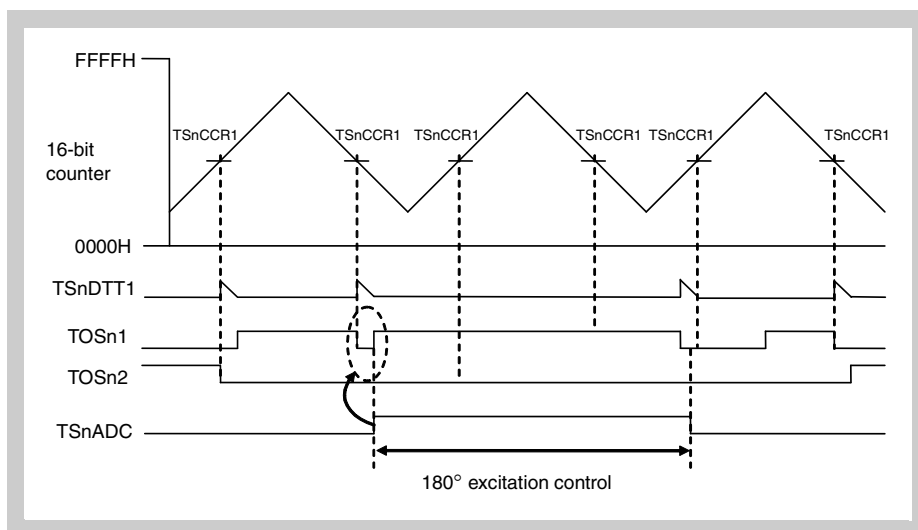 FFFFH
TSnCCR1 TSnCCR1 TSnCCR1 TSnCCR1 TSnCCR1 TSnCCR1
16-bit
counter
0000H
TSnDTT1
TOSn1
TOSn2
TSnADC
180° excitation control